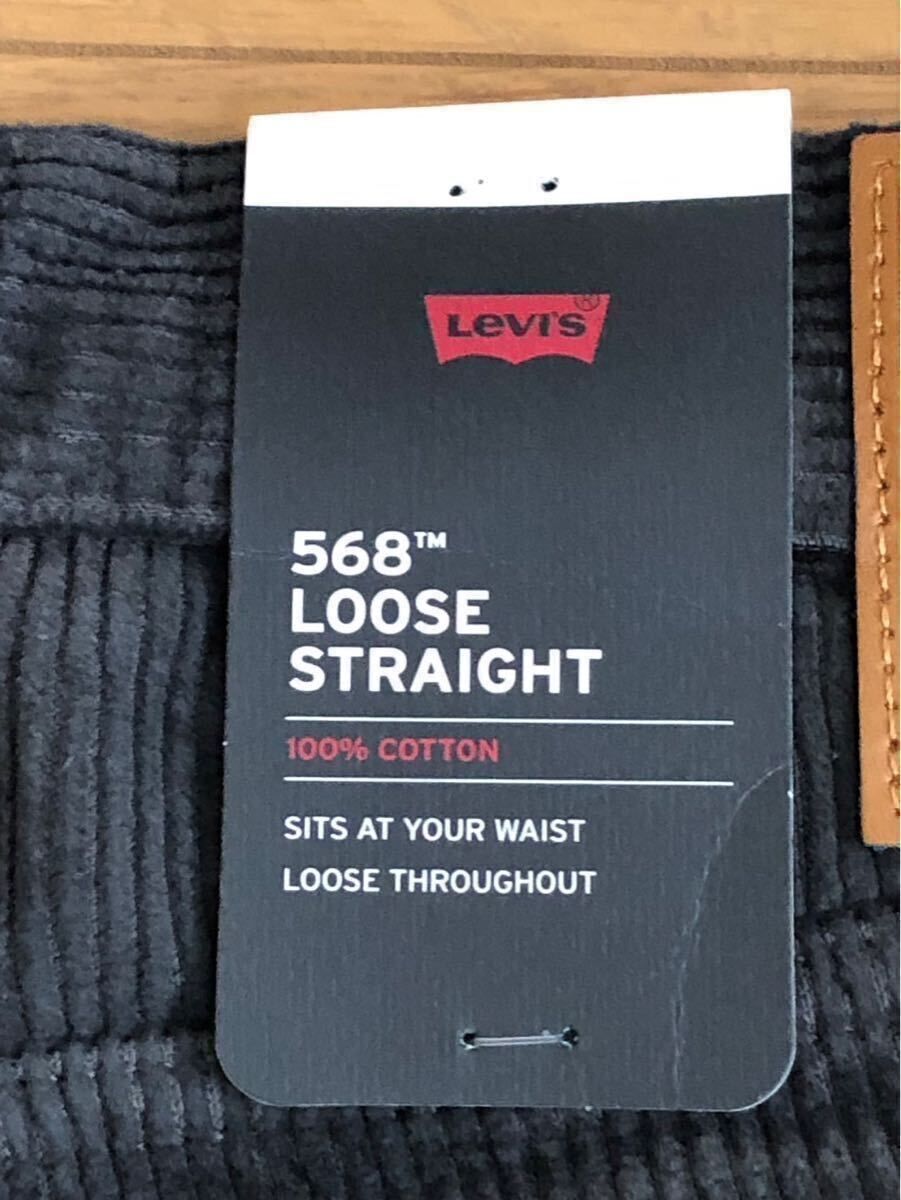 LEVI'S®
568™
LOOSE
STRAIGHT
100% COTTON
SITS AT YOUR WAIST
LOOSE THROUGHOUT